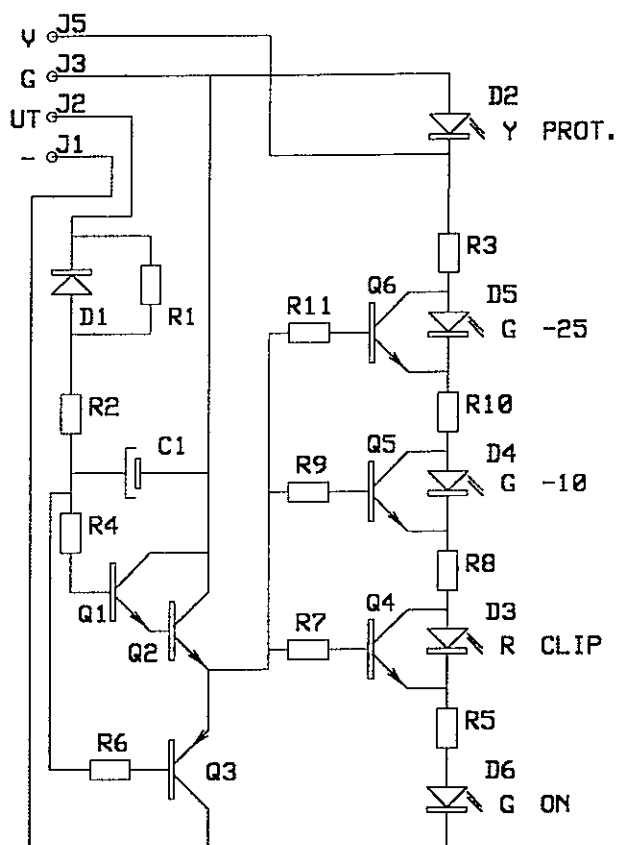 Y J5
G J3
UT J2
- J1
D2
Y PROT.
R3
D1
R1
Q6
D5
R11
G -25
R2
R10
C1
Q5
D4
R9
G -10
R4
R8
Q1
Q2
R7
Q4
D3
R CLIP
R5
R6
Q3
D6
G ON